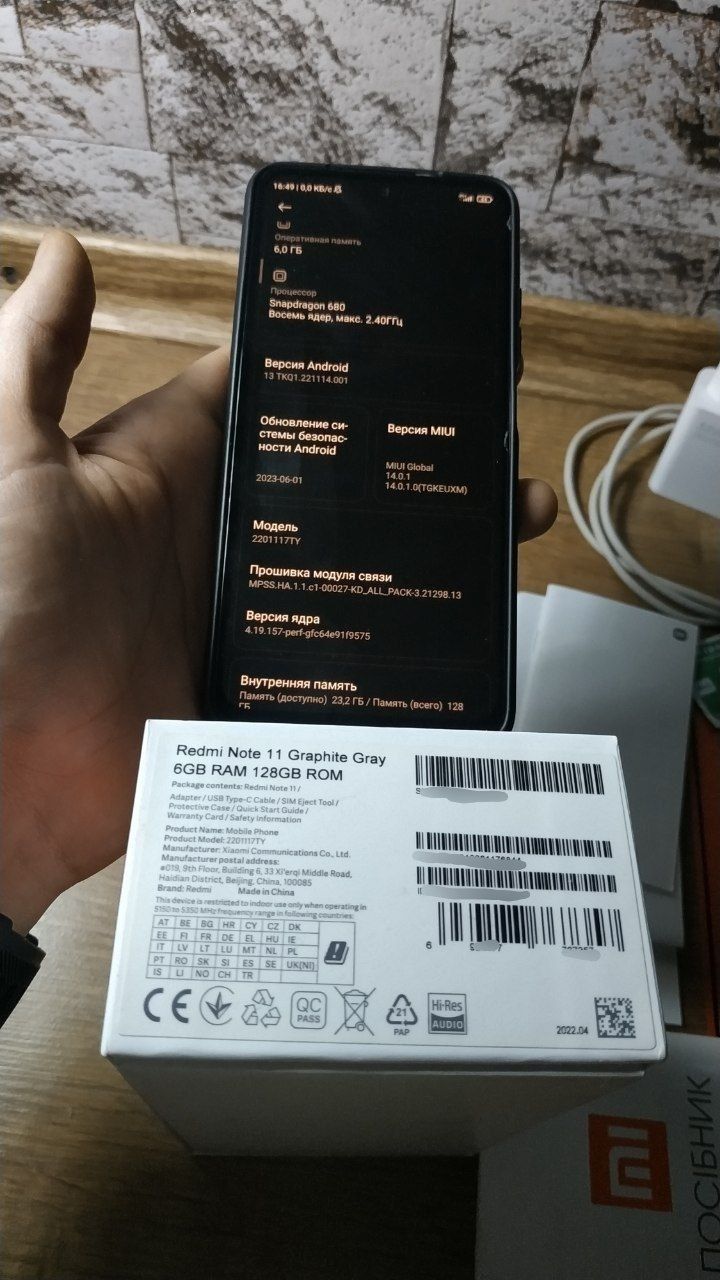 16:49 | 0,0 КБ/с
Оперативная память
6,0 ГБ
Процессор
Snapdragon 680
Восемь ядер, макс. 2.40ГГц
Версия Android
13 TKQ1.221114.001
Обновление си-
стемы безопас-
ности Android
2023-06-01
Версия MIUI
MIUI Global
14.0.1
14.0.1.0(TGKEUXM)
Модель
2201117TY
Прошивка модуля связи
MPSS.HA.1.1.c1-00027-KD_ALL_PACK-3.21298.13
Версия ядра
4.19.157-perf-gfc64e91f9575
Внутренняя память
Память (доступно) 23,2 ГБ / Память (всего) 128
ГБ
Redmi Note 11 Graphite Gray
6GB RAM 128GB ROM
Package contents: Redmi Note 11 /
Adapter / USB Type-C Cable / SIM Eject Tool /
Protective Case / Quick Start Guide /
Warranty Card / Safety Information
Product Name: Mobile Phone
Product Model: 2201117TY
Manufacturer: Xiaomi Communications Co., Ltd.
Manufacturer postal address:
#019, 9th Floor, Building 6, 33 Xi'erqi Middle Road,
Haidian District, Beijing, China, 100085
Brand: Redmi Made in China
This device is restricted to indoor use only when operating in
5150 to 5350 MHz frequency range in following countries:
AT BE BG HR CY CZ DK
EE FI FR DE EL HU IE
IT LV LT LU MT NL PL
PT RO SK SI ES SE UK(NI)
IS LI NO CH TR
CE
QC
PASS
21
PAP
Hi-Res
AUDIO
2022.04
6
ПОСІБНИК